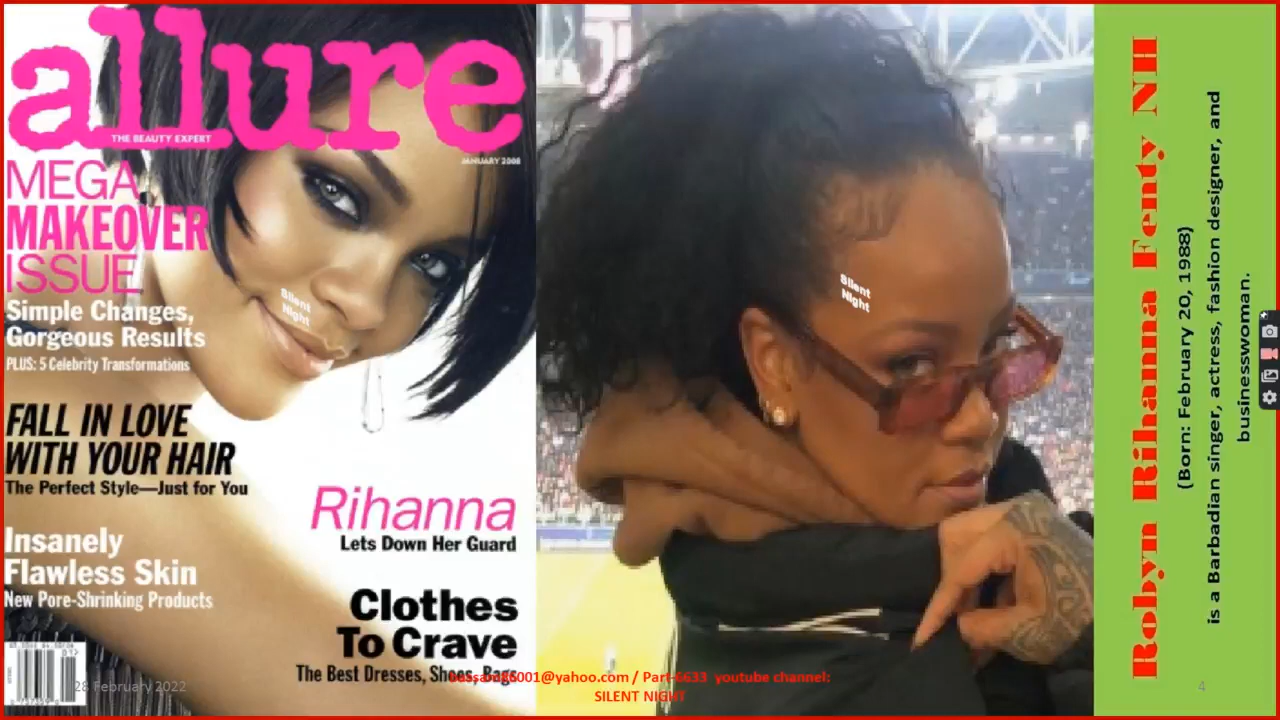 allure
THE BEAUTY EXPERT
JANUARY 2008
MEGA
MAKEOVER
ISSUE
Simple Changes,
Gorgeous Results
PLUS: 5 Celebrity Transformations
FALL IN LOVE
WITH YOUR HAIR
The Perfect Style—Just for You
Insanely
Flawless Skin
New Pore-Shrinking Products
Rihanna
Lets Down Her Guard
Clothes
To Crave
The Best Dresses, Shoes, Bags
Silent
Night
Silent
Night
Robyn Rihanna Fenty NH
(Born: February 20, 1988)
is a Barbadian singer, actress, fashion designer, and
businesswoman.
28 February 2022
/ Part-6633 youtube channel:
SILENT NIGHT
4